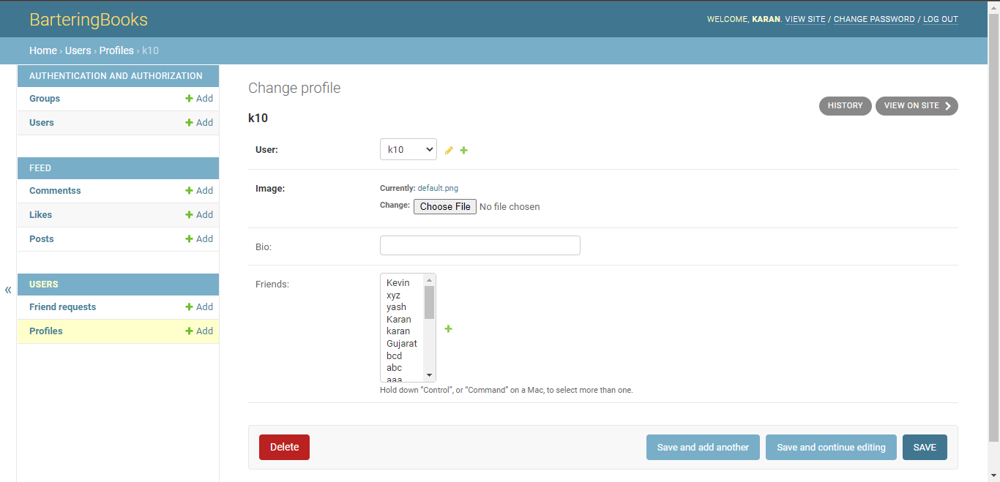 BarteringBooks
WELCOME, KARAN. VIEW SITE / CHANGE PASSWORD / LOG OUT
Home › Users › Profiles › k10
AUTHENTICATION AND AUTHORIZATION
Groups + Add
Users + Add
FEED
Commentss + Add
Likes + Add
Posts + Add
USERS
Friend requests + Add
Profiles + Add
«
Change profile
HISTORY
VIEW ON SITE
k10
User: k10
Image: Currently: default.png
Change: Choose File No file chosen
Bio:
Friends:
Kevin
xyz
yash
Karan
karan
Gujarat
bcd
abc
aaa
Hold down “Control”, or “Command” on a Mac, to select more than one.
Delete
Save and add another
Save and continue editing
SAVE